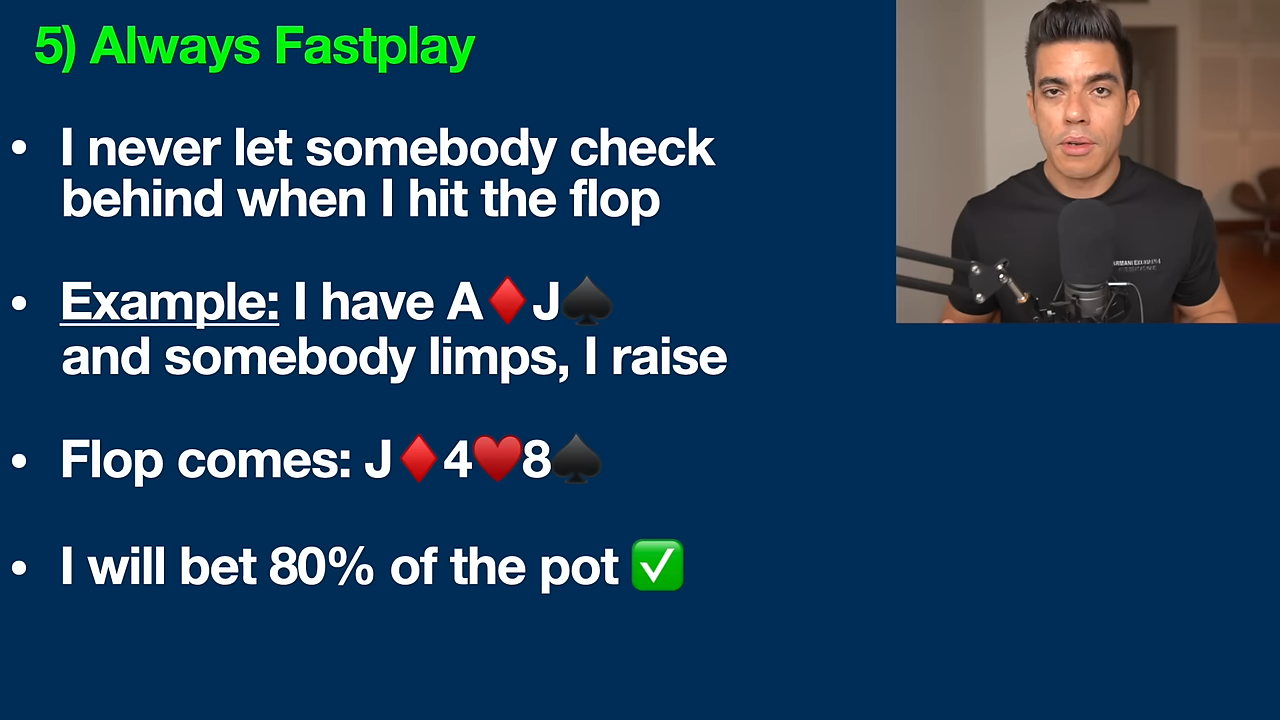 5) Always Fastplay
• I never let somebody check
behind when I hit the flop
• Example: I have A♦️J♠️
and somebody limps, I raise
• Flop comes: J♦️4♥️8♠️
• I will bet 80% of the pot ✅